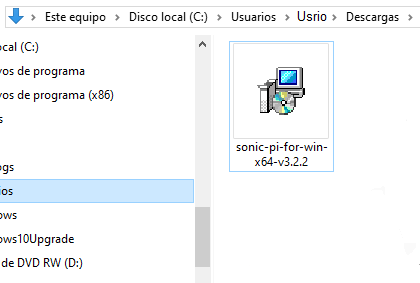 Este equipo > Disco local (C:) > Usuarios > Usrio > Descargas >
ocal (C:)
vos de programa
vos de programa (x86)
s
ogs
ios
ows
ows10Upgrade
de DVD RW (D:)
sonic-pi-for-win-
x64-v3.2.2